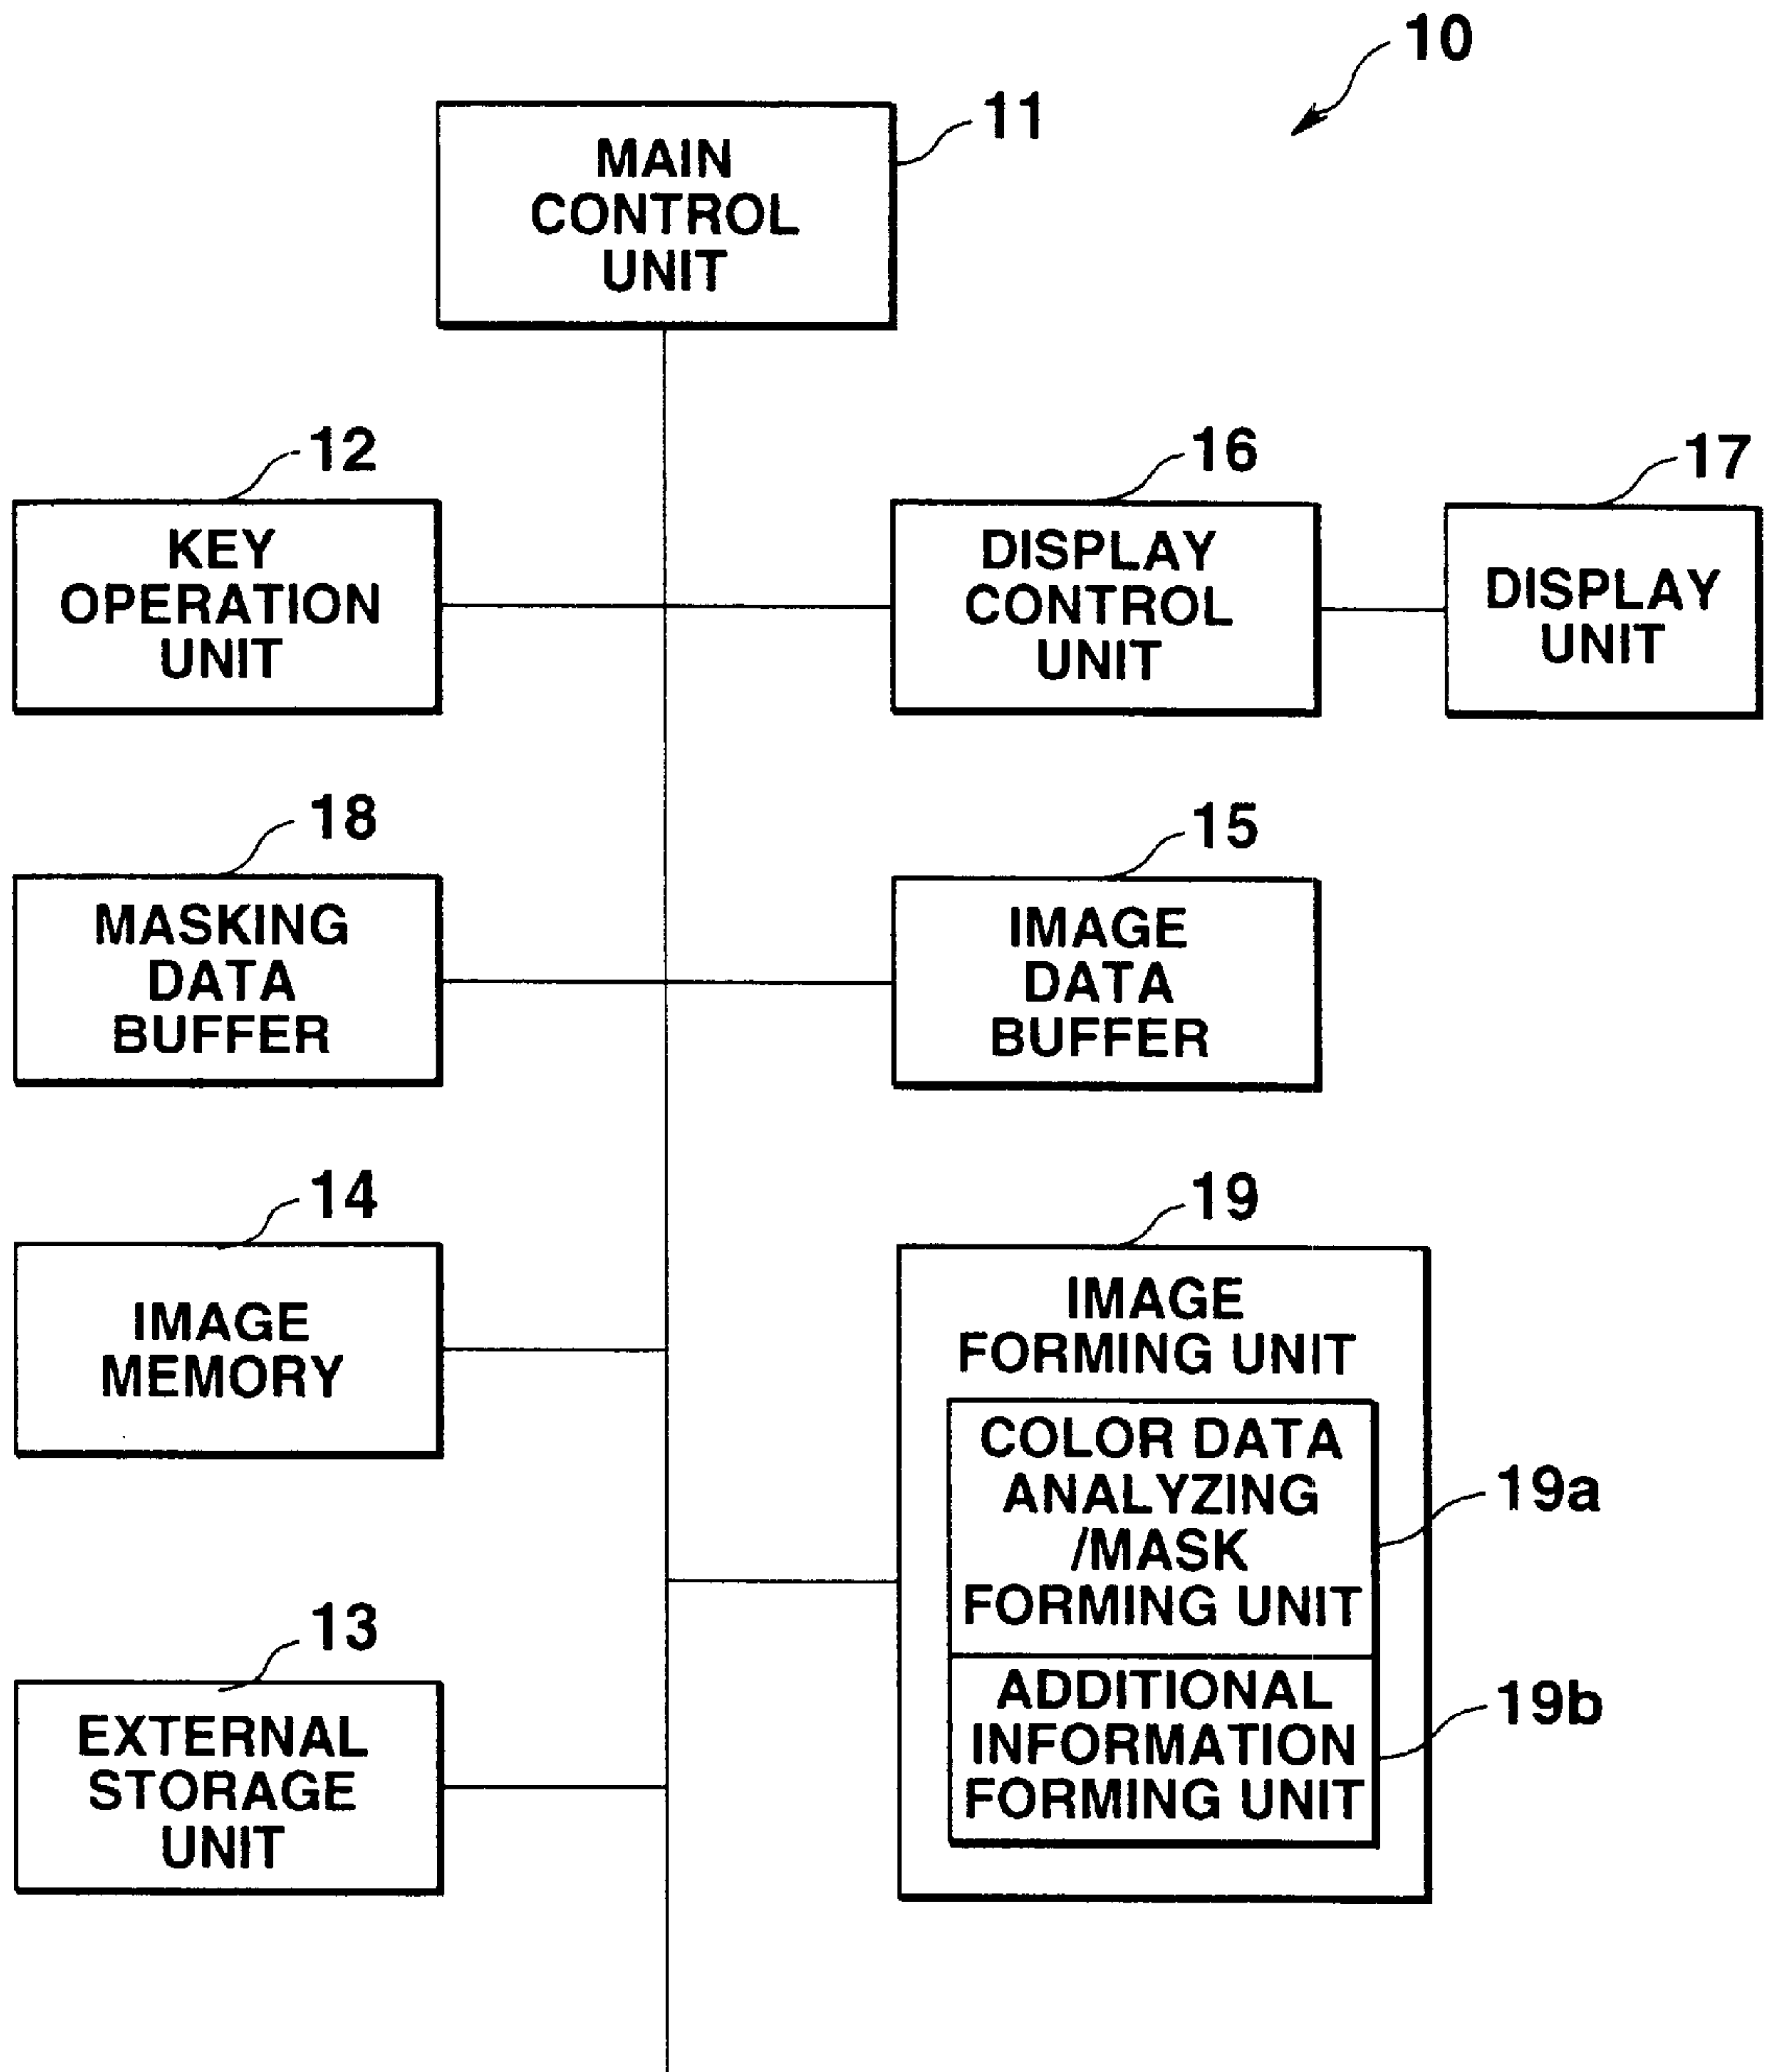 10
11
MAIN
CONTROL
UNIT
12
KEY
OPERATION
UNIT
16
DISPLAY
CONTROL
UNIT
17
DISPLAY
UNIT
18
MASKING
DATA
BUFFER
15
IMAGE
DATA
BUFFER
14
IMAGE
MEMORY
19
IMAGE
FORMING UNIT
COLOR DATA
ANALYZING
/MASK
FORMING UNIT
19a
13
EXTERNAL
STORAGE
UNIT
ADDITIONAL
INFORMATION
FORMING UNIT
19b